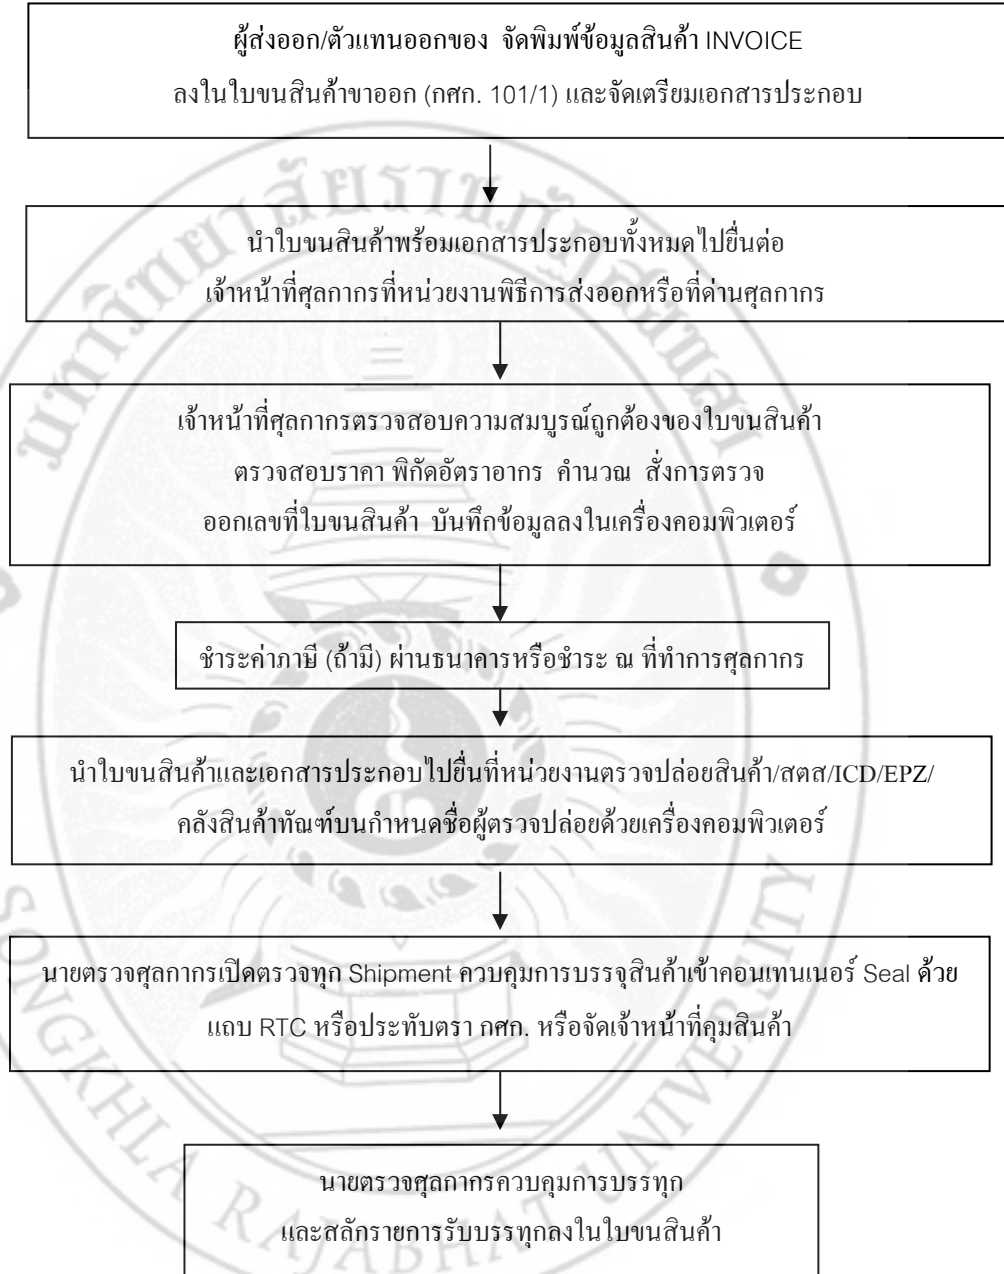 ผู้ส่งออก/ตัวแทนออกของ จัดพิมพ์ข้อมูลสินค้า INVOICE
ลงในใบขนสินค้าขาออก (กศก. 101/1) และจัดเตรียมเอกสารประกอบ
นำใบขนสินค้าพร้อมเอกสารประกอบทั้งหมดไปยื่นต่อ
เจ้าหน้าที่ศุลกากรที่หน่วยงานพิธีการส่งออกหรือที่ด่านศุลกากร
เจ้าหน้าที่ศุลกากรตรวจสอบความสมบูรณ์ถูกต้องของใบขนสินค้า
ตรวจสอบราคา พิกัดอัตราอากร คำนวณ สั่งการตรวจ
ออกเลขที่ใบขนสินค้า บันทึกข้อมูลลงในเครื่องคอมพิวเตอร์
ชำระค่าภาษี (ถ้ามี) ผ่านธนาคารหรือชำระ ณ ที่ทำการศุลกากร
นำใบขนสินค้าและเอกสารประกอบไปยื่นที่หน่วยงานตรวจปล่อยสินค้า/สตส/ICD/EPZ/
คลังสินค้าทัณฑ์บนกำหนดชื่อผู้ตรวจปล่อยด้วยเครื่องคอมพิวเตอร์
นายตรวจศุลกากรเปิดตรวจทุก Shipment ควบคุมการบรรจุสินค้าเข้าคอนเทนเนอร์ Seal ด้วย
แถบ RTC หรือประทับตรา กศก. หรือจัดเจ้าหน้าที่คุมสินค้า
นายตรวจศุลกากรควบคุมการบรรทุก
และสลักรายการรับบรรทุกลงในใบขนสินค้า
มหาวิทยาลัยราชภัฏสงขลา
SONGKHLA RAJABHAT UNIVERSITY